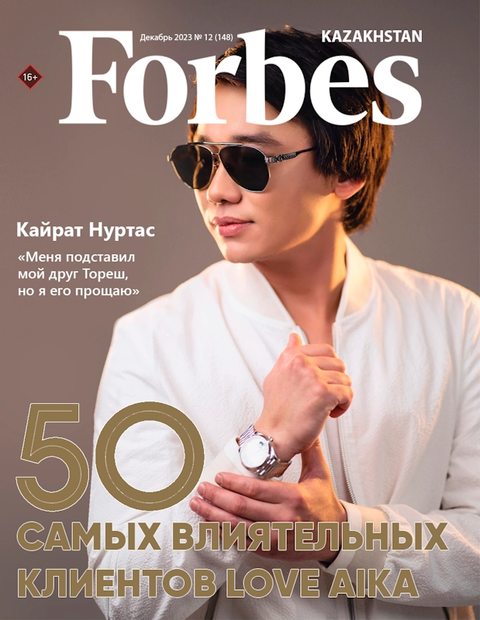 Декабрь 2023 № 12 (148)
KAZAKHSTAN
Forbes
16+
Кайрат Нуртас
«Меня подставил
мой друг Тореш,
но я его прощаю»
50
САМЫХ ВЛИЯТЕЛЬНЫХ
КЛИЕНТОВ LOVE AIKA